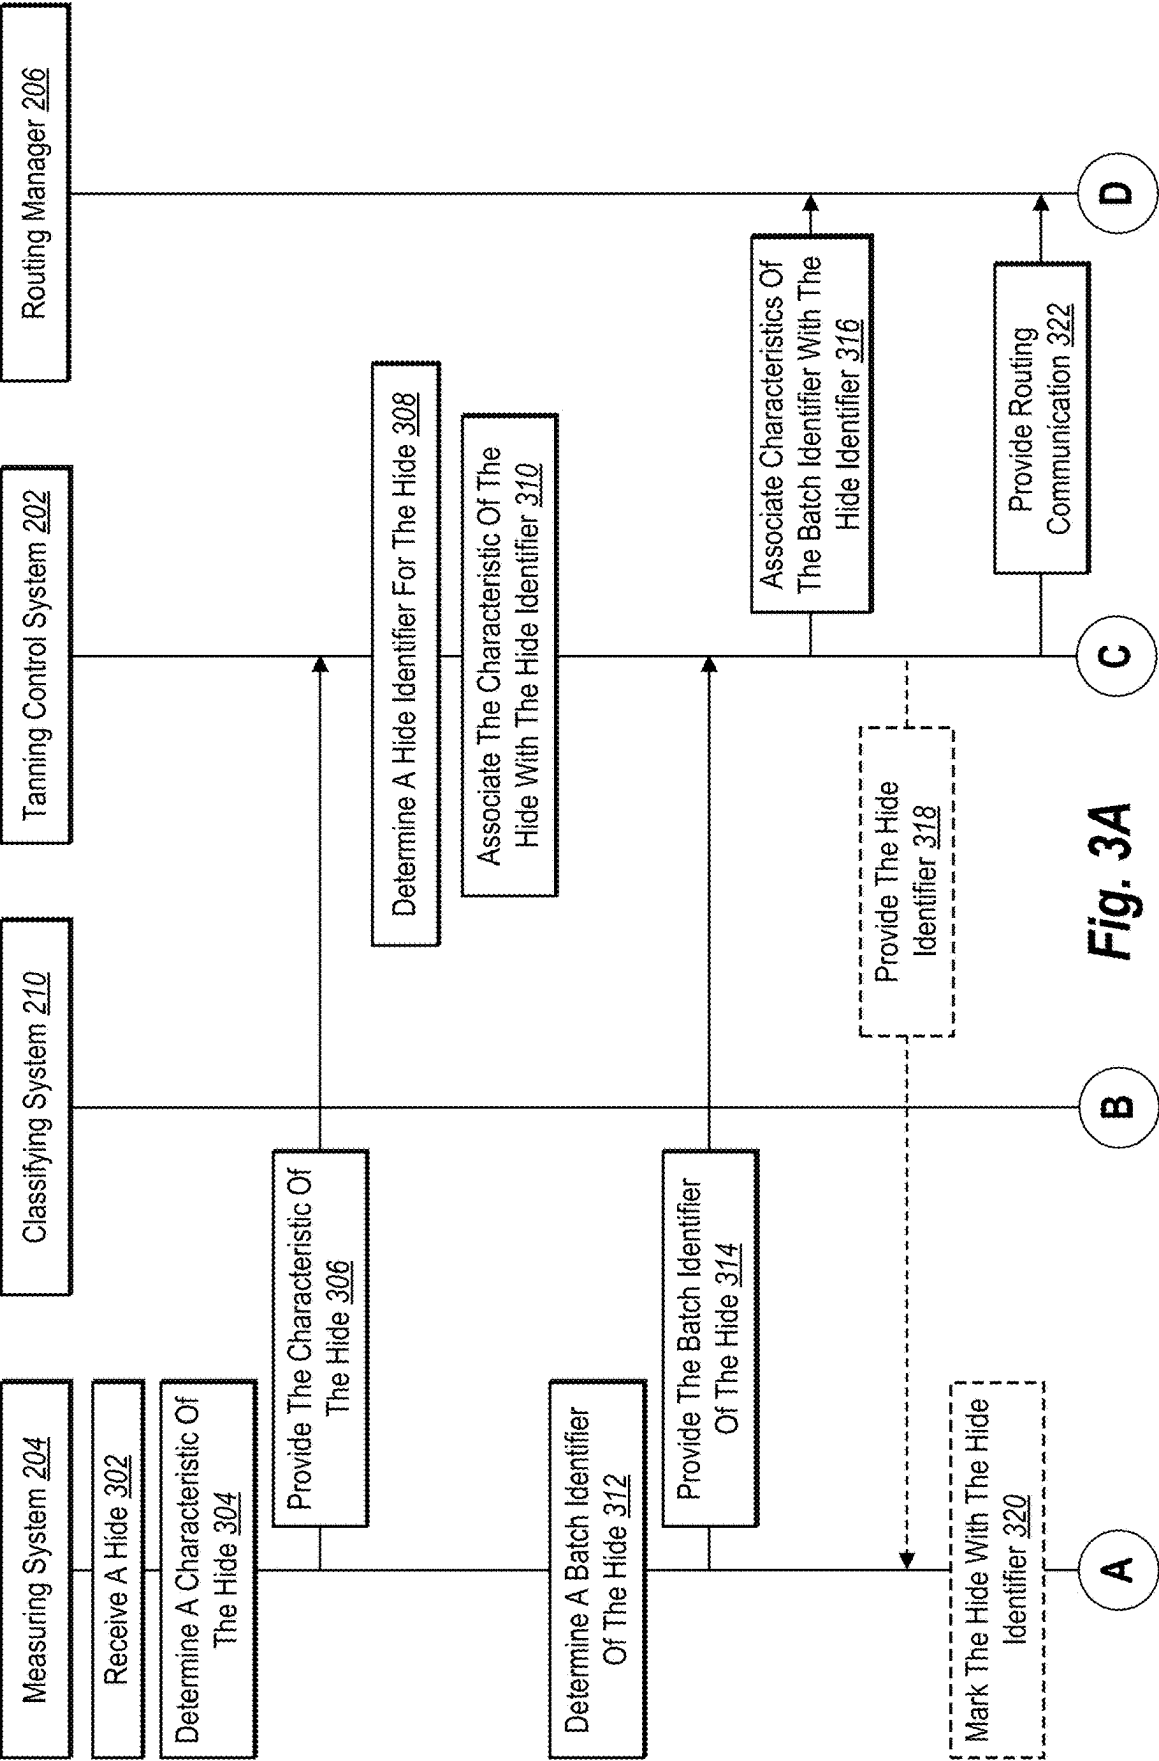 Measuring System 204
Classifying System 210
Tanning Control System 202
Routing Manager 206
Receive A Hide 302
Determine A Characteristic Of
The Hide 304
Provide The Characteristic Of
The Hide 306
Determine A Hide Identifier For The Hide 308
Associate The Characteristic Of The
Hide With The Hide Identifier 310
Determine A Batch Identifier
Of The Hide 312
Provide The Batch Identifier
Of The Hide 314
Associate Characteristics Of
The Batch Identifier With The
Hide Identifier 316
Provide The Hide
Identifier 318
Mark The Hide With The Hide
Identifier 320
Provide Routing
Communication 322
A
B
C
D
Fig. 3A